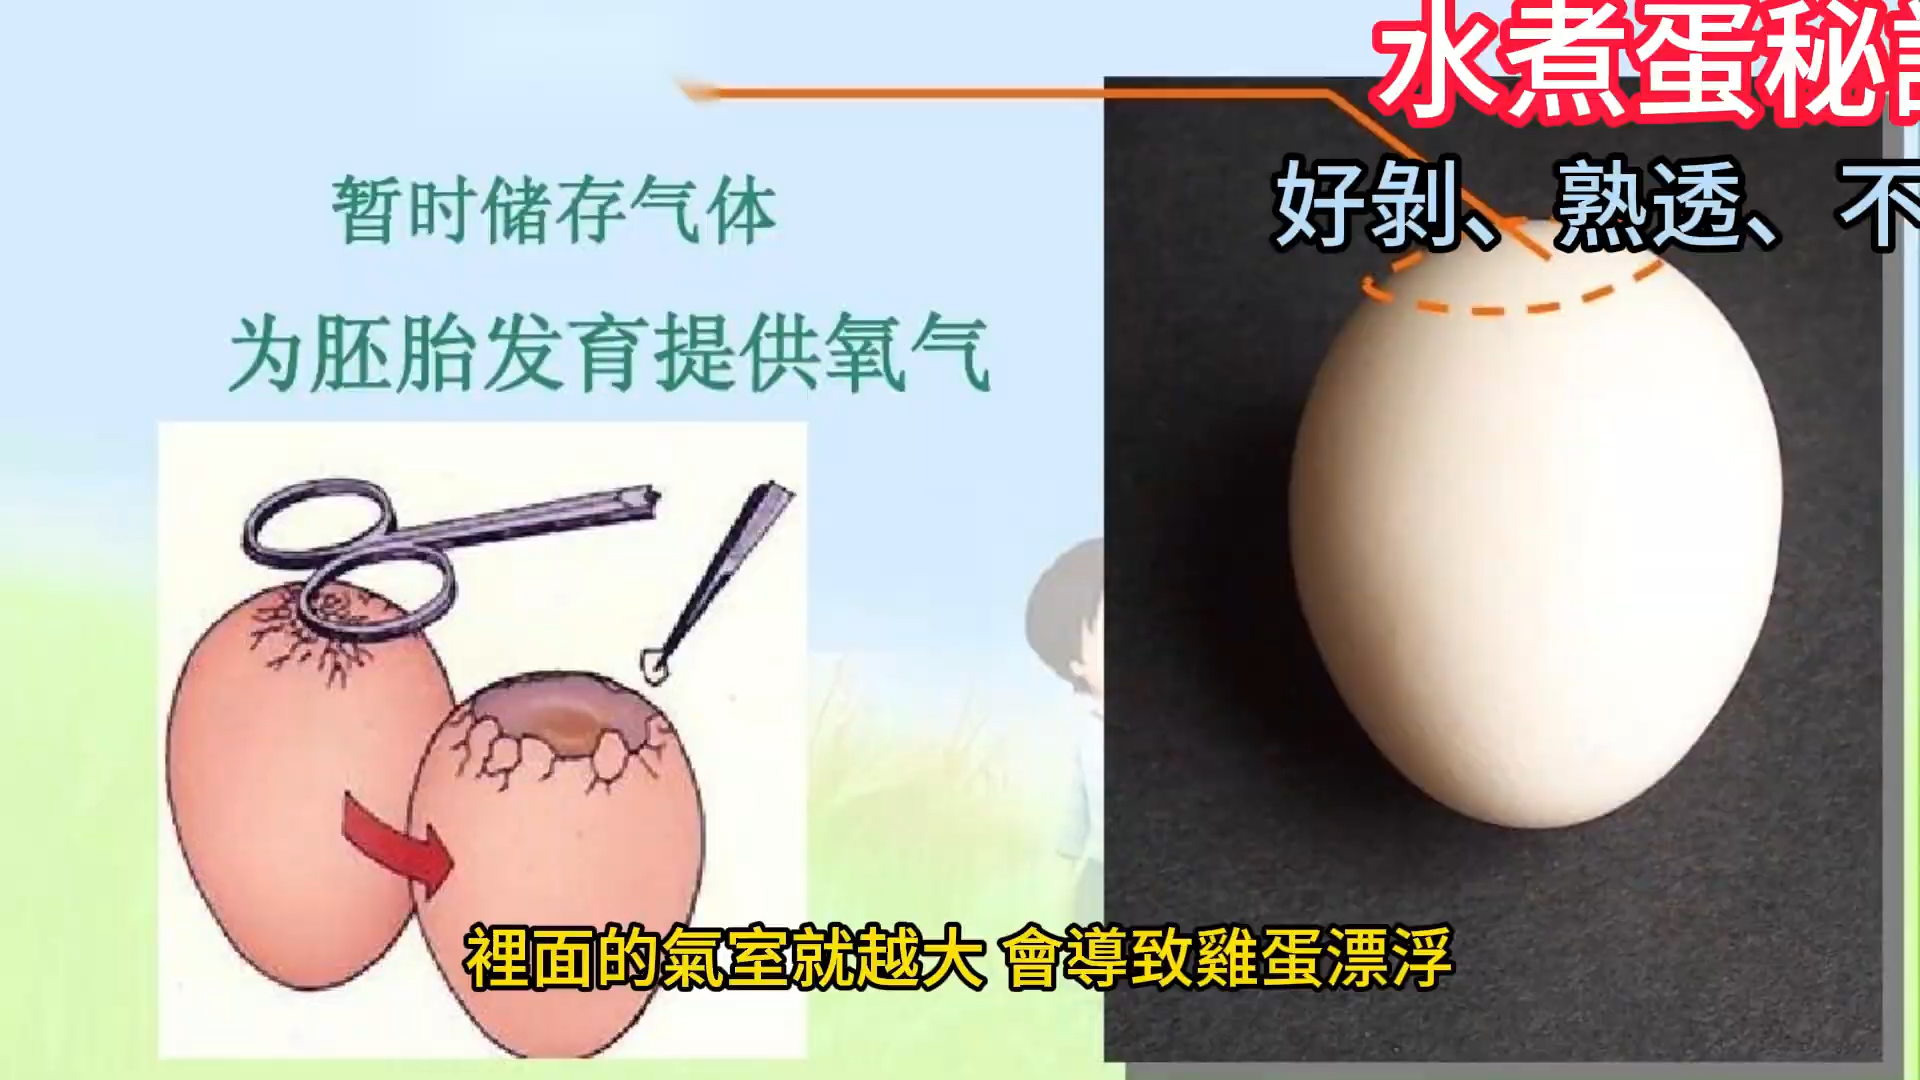 水煮蛋秘
好剝、熟透、不
暂时储存气体
为胚胎发育提供氧气
裡面的氣室就越大 會導致雞蛋漂浮